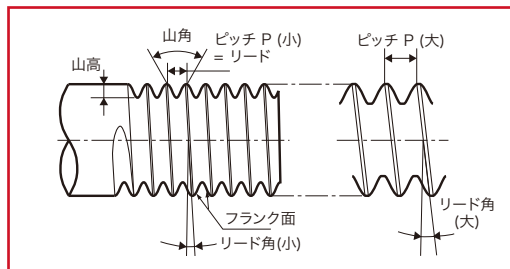 山角
ピッチ P (小)
= リード
ピッチ P (大)
山高
フランク面
リード角(小)
リード角
(大)